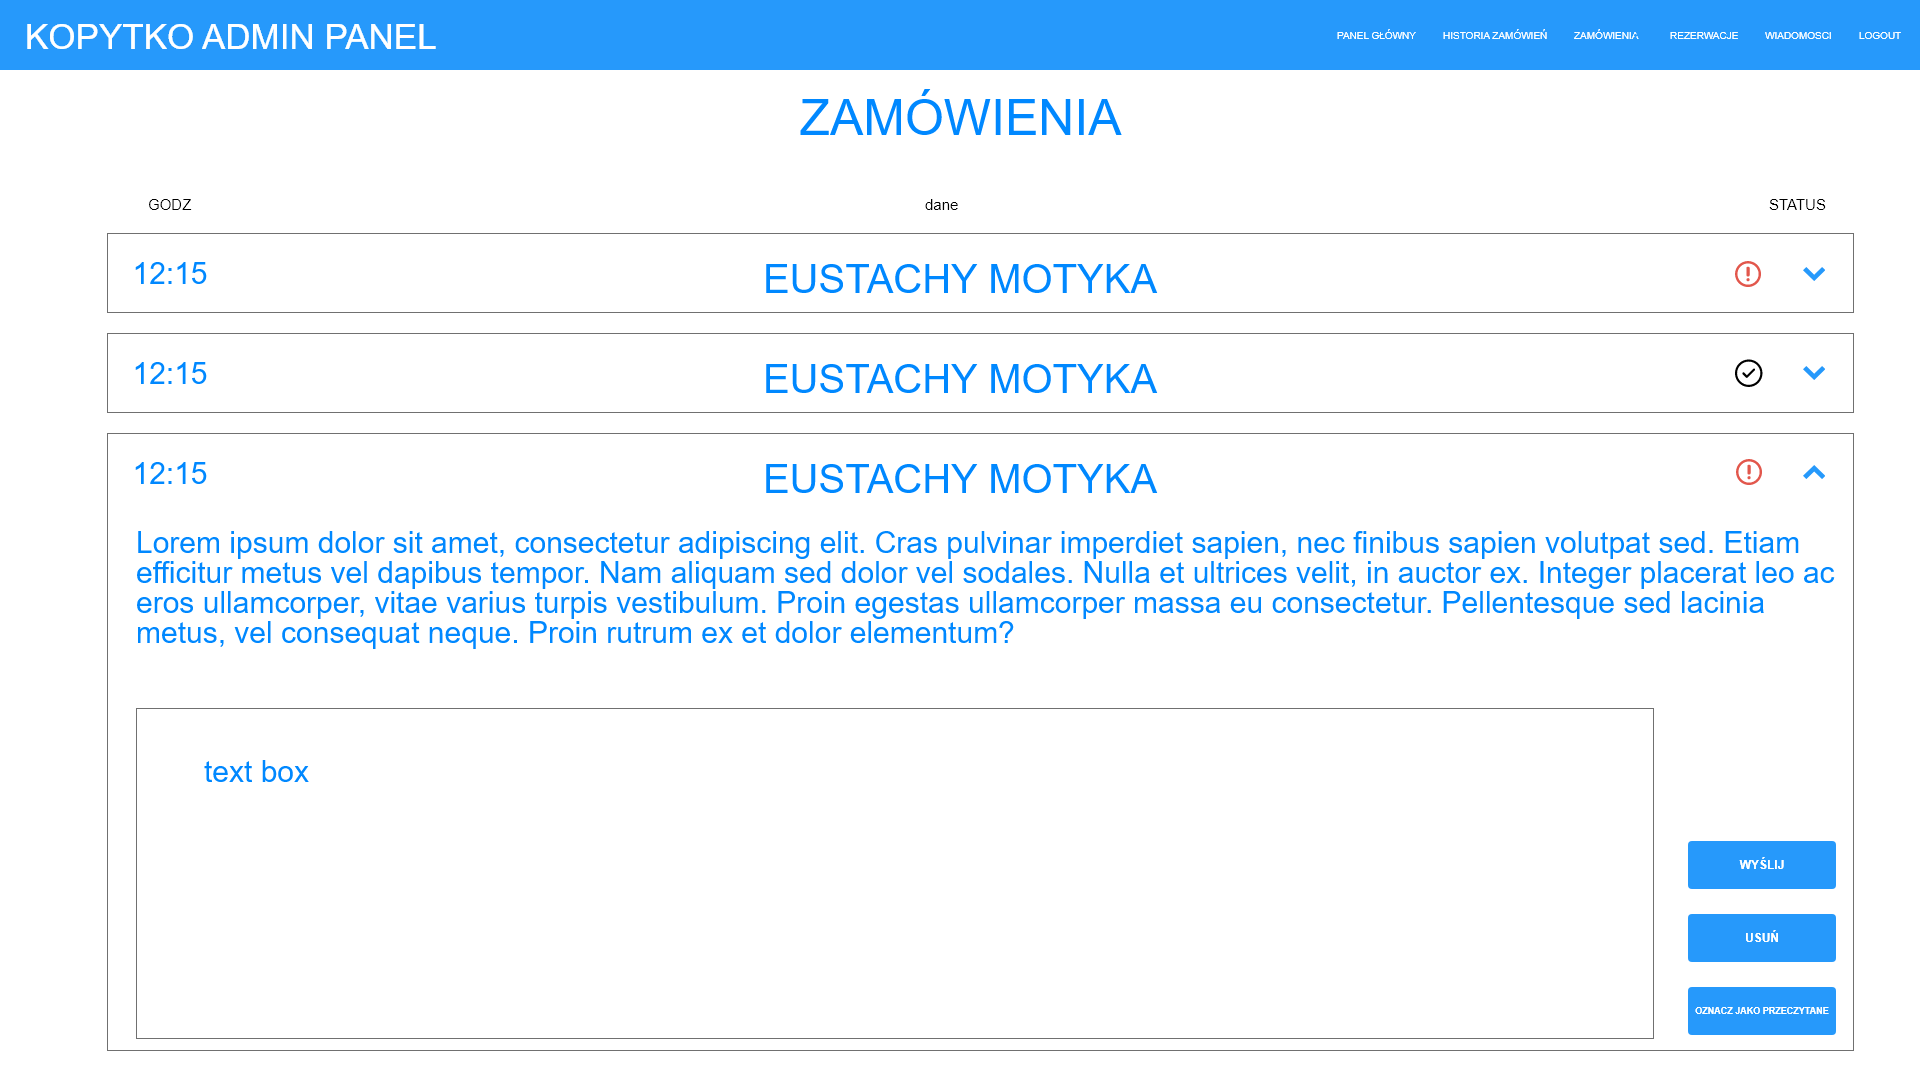 KOPYTKO ADMIN PANEL
PANEL GŁÓWNY HISTORIA ZAMÓWIEŃ ZAMÓWIENIA REZERWACJE WIADOMOSCI LOGOUT
ZAMÓWIENIA
GODZ dane STATUS
12:15 EUSTACHY MOTYKA
12:15 EUSTACHY MOTYKA
12:15 EUSTACHY MOTYKA
Lorem ipsum dolor sit amet, consectetur adipiscing elit. Cras pulvinar imperdiet sapien, nec finibus sapien volutpat sed. Etiam
efficitur metus vel dapibus tempor. Nam aliquam sed dolor vel sodales. Nulla et ultrices velit, in auctor ex. Integer placerat leo ac
eros ullamcorper, vitae varius turpis vestibulum. Proin egestas ullamcorper massa eu consectetur. Pellentesque sed lacinia
metus, vel consequat neque. Proin rutrum ex et dolor elementum?
text box
WYŚLIJ
USUŃ
OZNACZ JAKO PRZECZYTANE